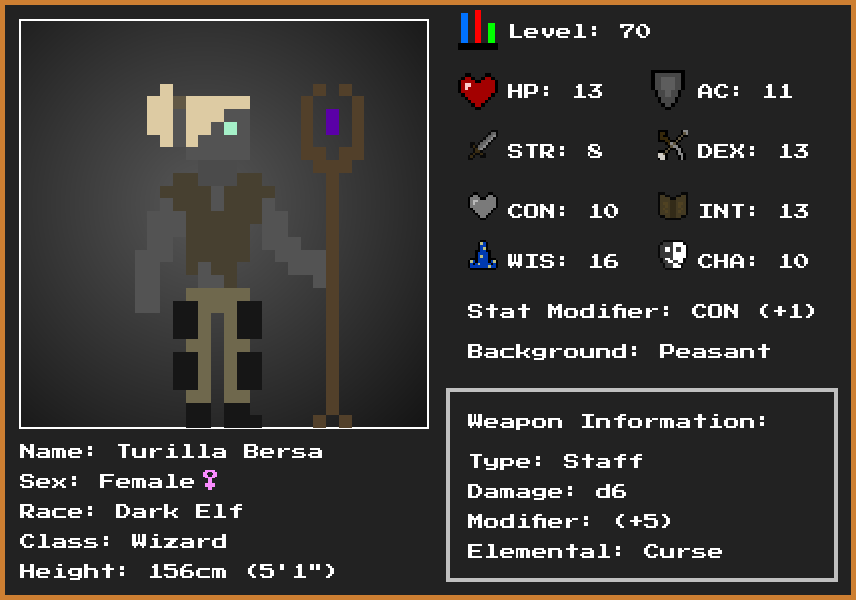 Level: 70
HP: 13
AC: 11
STR: 8
DEX: 13
CON: 10
INT: 13
WIS: 16
CHA: 10
Stat Modifier: CON (+1)
Background: Peasant
Weapon Information:
Type: Staff
Damage: d6
Modifier: (+5)
Elemental: Curse
Name: Turilla Bersa
Sex: Female♀
Race: Dark Elf
Class: Wizard
Height: 156cm (5'1")